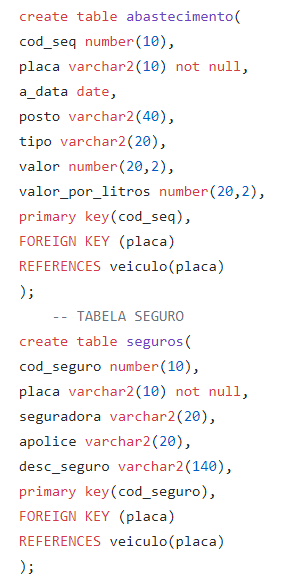 create table abastecimento(
cod_seq number(10),
placa varchar2(10) not null,
a_data date,
posto varchar2(40),
tipo varchar2(20),
valor number(20,2),
valor_por_litros number(20,2),
primary key(cod_seq),
FOREIGN KEY (placa)
REFERENCES veiculo(placa)
);
-- TABELA SEGURO
create table seguros(
cod_seguro number(10),
placa varchar2(10) not null,
seguradora varchar2(20),
apolice varchar2(20),
desc_seguro varchar2(140),
primary key(cod_seguro),
FOREIGN KEY (placa)
REFERENCES veiculo(placa)
);